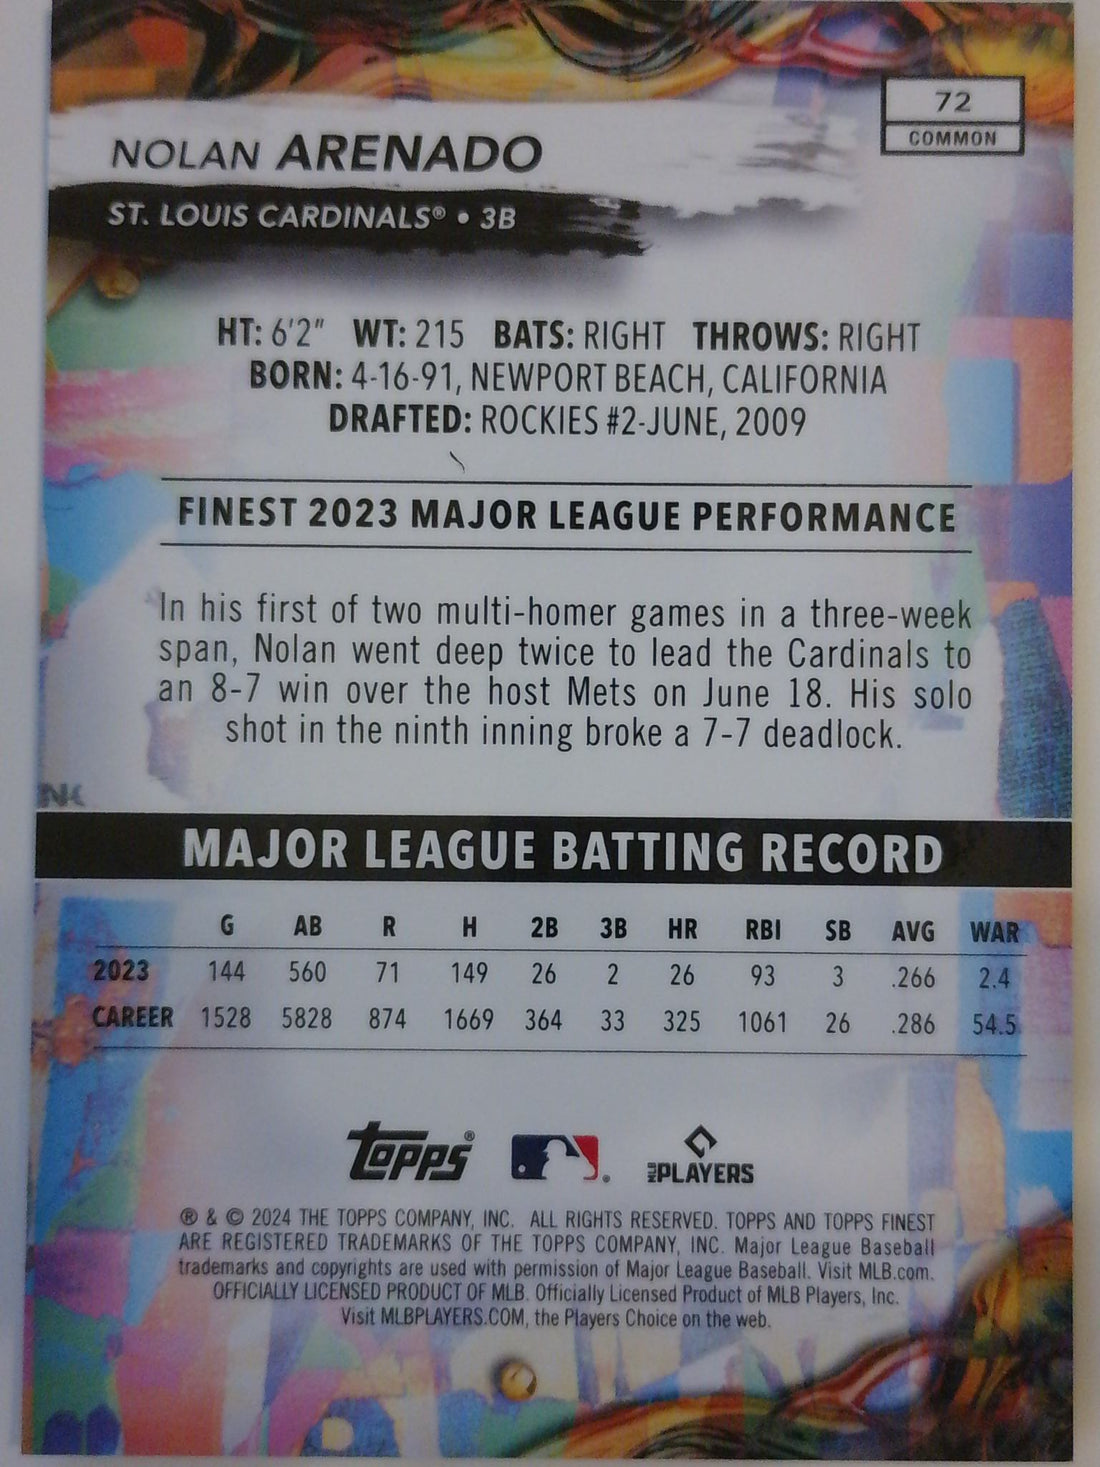 72
COMMON
NOLAN ARENADO
ST. LOUIS CARDINALS® • 3B
HT: 6'2" WT: 215 BATS: RIGHT THROWS: RIGHT
BORN: 4-16-91, NEWPORT BEACH, CALIFORNIA
DRAFTED: ROCKIES #2-JUNE, 2009
FINEST 2023 MAJOR LEAGUE PERFORMANCE
In his first of two multi-homer games in a three-week
span, Nolan went deep twice to lead the Cardinals to
an 8-7 win over the host Mets on June 18. His solo
shot in the ninth inning broke a 7-7 deadlock.
MAJOR LEAGUE BATTING RECORD
G AB R H 2B 3B HR RBI SB AVG WAR
2023 144 560 71 149 26 2 26 93 3 .266 2.4
CAREER 1528 5828 874 1669 364 33 325 1061 26 .286 54.5
Topps®
® MLB PLAYERS
® & © 2024 THE TOPPS COMPANY, INC. ALL RIGHTS RESERVED. TOPPS AND TOPPS FINEST
ARE REGISTERED TRADEMARKS OF THE TOPPS COMPANY, INC. Major League Baseball
trademarks and copyrights are used with permission of Major League Baseball. Visit MLB.com.
OFFICIALLY LICENSED PRODUCT OF MLB. Officially Licensed Product of MLB Players, Inc.
Visit MLBPLAYERS.COM, the Players Choice on the web.